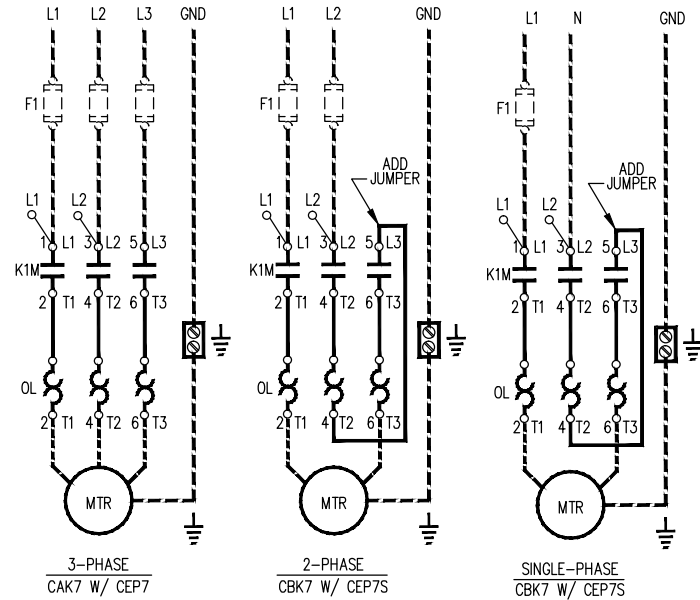 L1 L2 L3 GND
F1
L1 L2
1 L1 3 L2 5 L3
K1M
2 T1 4 T2 6 T3
OL
2 T1 4 T2 6 T3
MTR
3-PHASE
CAK7 W/ CEP7
L1 L2 GND
F1
ADD
JUMPER
L1 L2
1 L1 3 L2 5 L3
K1M
2 T1 4 T2 6 T3
OL
2 T1 4 T2 6 T3
MTR
2-PHASE
CBK7 W/ CEP7S
L1 N GND
F1
ADD
JUMPER
L1 L2
1 L1 3 L2 5 L3
K1M
2 T1 4 T2 6 T3
OL
2 T1 4 T2 6 T3
MTR
SINGLE-PHASE
CBK7 W/ CEP7S